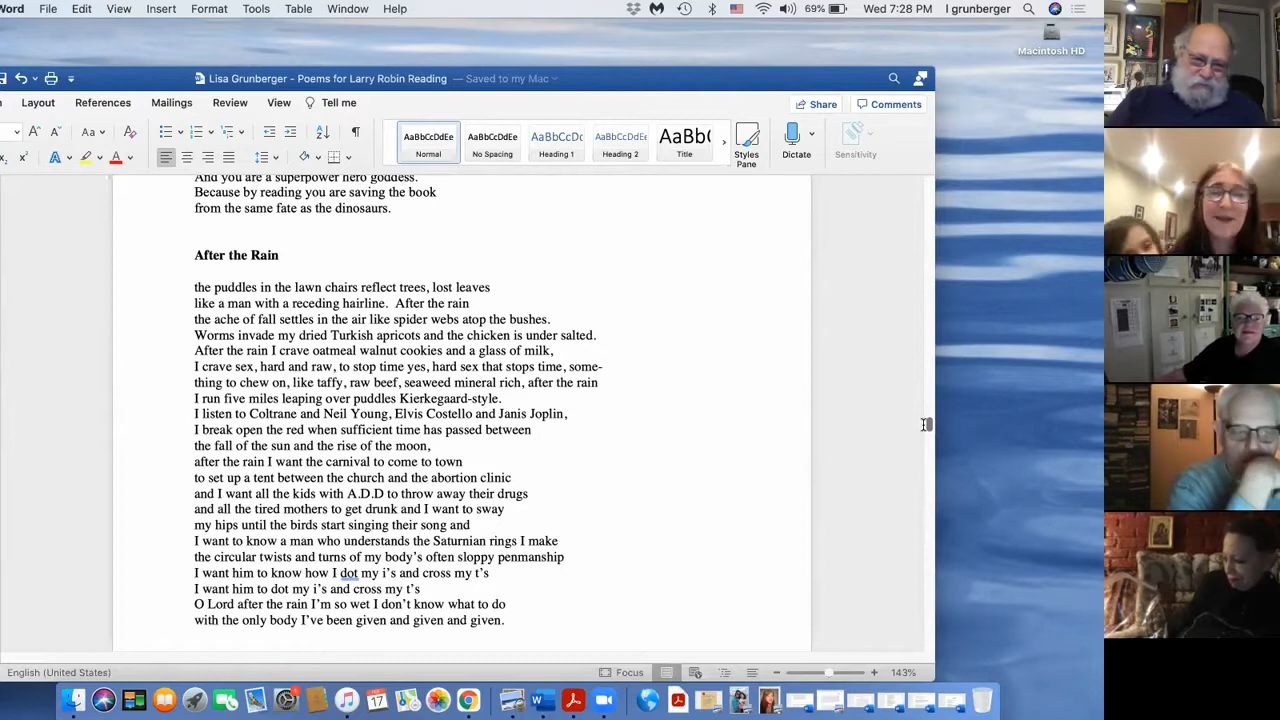 Word File Edit View Insert Format Tools Table Window Help 69% Wed 7:28 PM l grunberger
Macintosh HD
Lisa Grunberger - Poems for Larry Robin Reading — Saved to my Mac
Layout References Mailings Review View Tell me Share Comments
Aa AaBbCcDdEe AaBbCcDdEe AaBbCcDc AaBbCcDdEe AaBb(
A A Normal No Spacing Heading 1 Heading 2 Title Styles Pane Dictate Sensitivity
And you are a superpower hero goddess.
Because by reading you are saving the book
from the same fate as the dinosaurs.
After the Rain
the puddles in the lawn chairs reflect trees, lost leaves
like a man with a receding hairline.  After the rain
the ache of fall settles in the air like spider webs atop the bushes.
Worms invade my dried Turkish apricots and the chicken is under salted.
After the rain I crave oatmeal walnut cookies and a glass of milk,
I crave sex, hard and raw, to stop time yes, hard sex that stops time, some-
thing to chew on, like taffy, raw beef, seaweed mineral rich, after the rain
I run five miles leaping over puddles Kierkegaard-style.
I listen to Coltrane and Neil Young, Elvis Costello and Janis Joplin,
I break open the red when sufficient time has passed between
the fall of the sun and the rise of the moon,
after the rain I want the carnival to come to town
to set up a tent between the church and the abortion clinic
and I want all the kids with A.D.D to throw away their drugs
and all the tired mothers to get drunk and I want to sway
my hips until the birds start singing their song and
I want to know a man who understands the Saturnian rings I make
the circular twists and turns of my body’s often sloppy penmanship
I want him to know how I dot my i’s and cross my t’s
I want him to dot my i’s and cross my t’s
O Lord after the rain I’m so wet I don’t know what to do
with the only body I’ve been given and given and given.
English (United States) Focus 143%
17